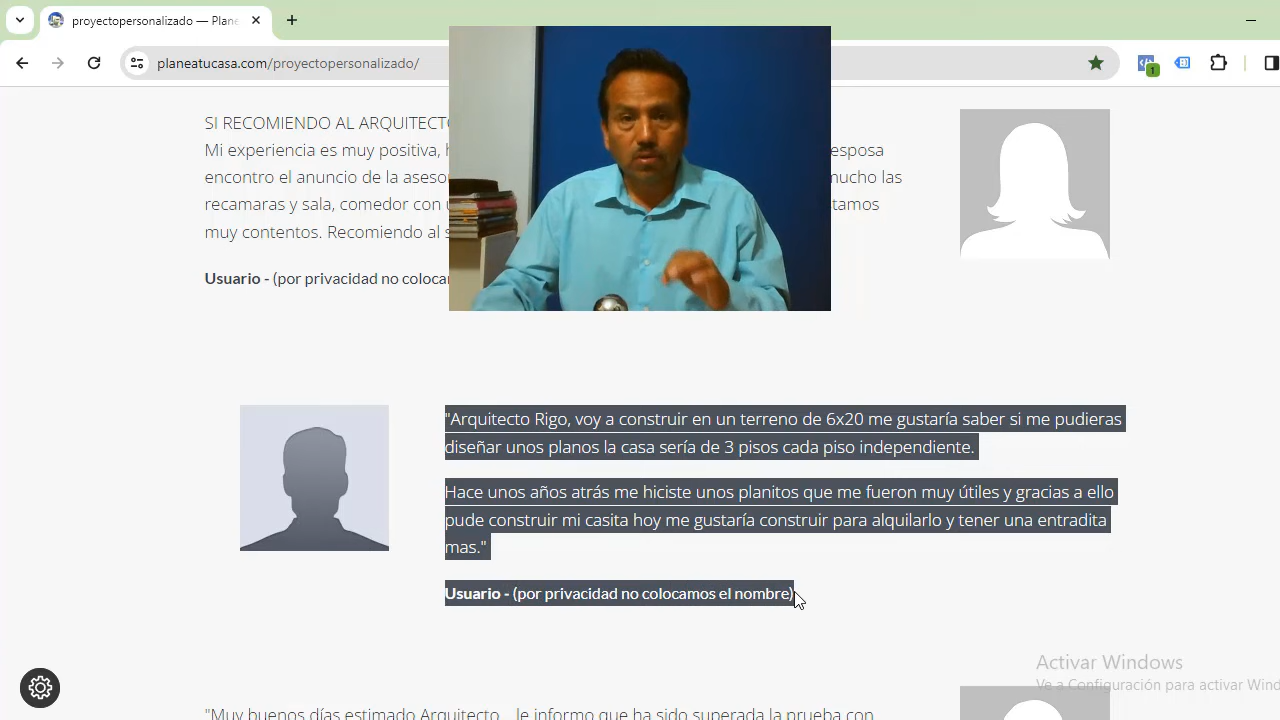 proyectopersonalizado — Plane
planeatucasa.com/proyectopersonalizado/
1
SI RECOMIENDO AL ARQUITECTO
Mi experiencia es muy positiva, esposa
encontro el anuncio de la mucho las
recamaras y sala, comedor con
muy contentos. Recomiendo al
Usuario - (por privacidad no
"Arquitecto Rigo, voy a construir en un terreno de 6x20 me gustaría saber si me pudieras
diseñar unos planos la casa sería de 3 pisos cada piso independiente.
Hace unos años atrás me hiciste unos planitos que me fueron muy útiles y gracias a ello
pude construir mi casita hoy me gustaría construir para alquilarlo y tener una entradita
mas."
Usuario - (por privacidad no colocamos el nombre)
Activar Windows
Ve a Configuración para activar Wind
"Muy buenos días estimado Arquitecto... le informo que ha sido superada la prueba con